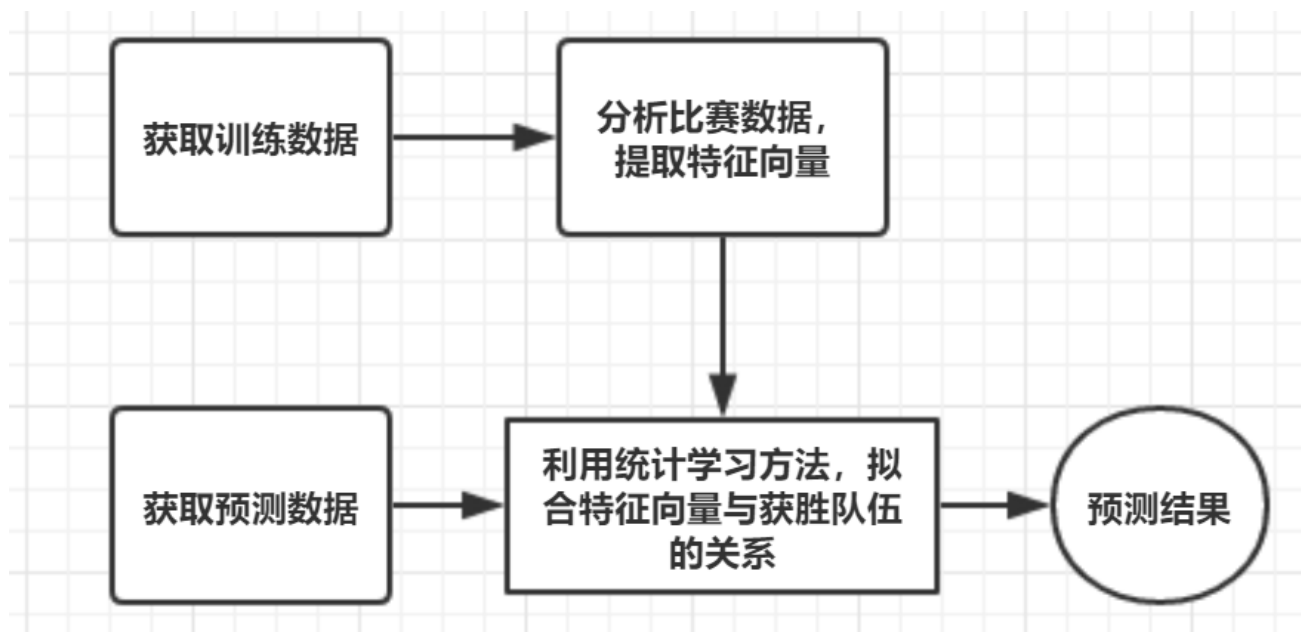 获取训练数据
分析比赛数据，
提取特征向量
获取预测数据
利用统计学习方法，拟
合特征向量与获胜队伍
的关系
预测结果